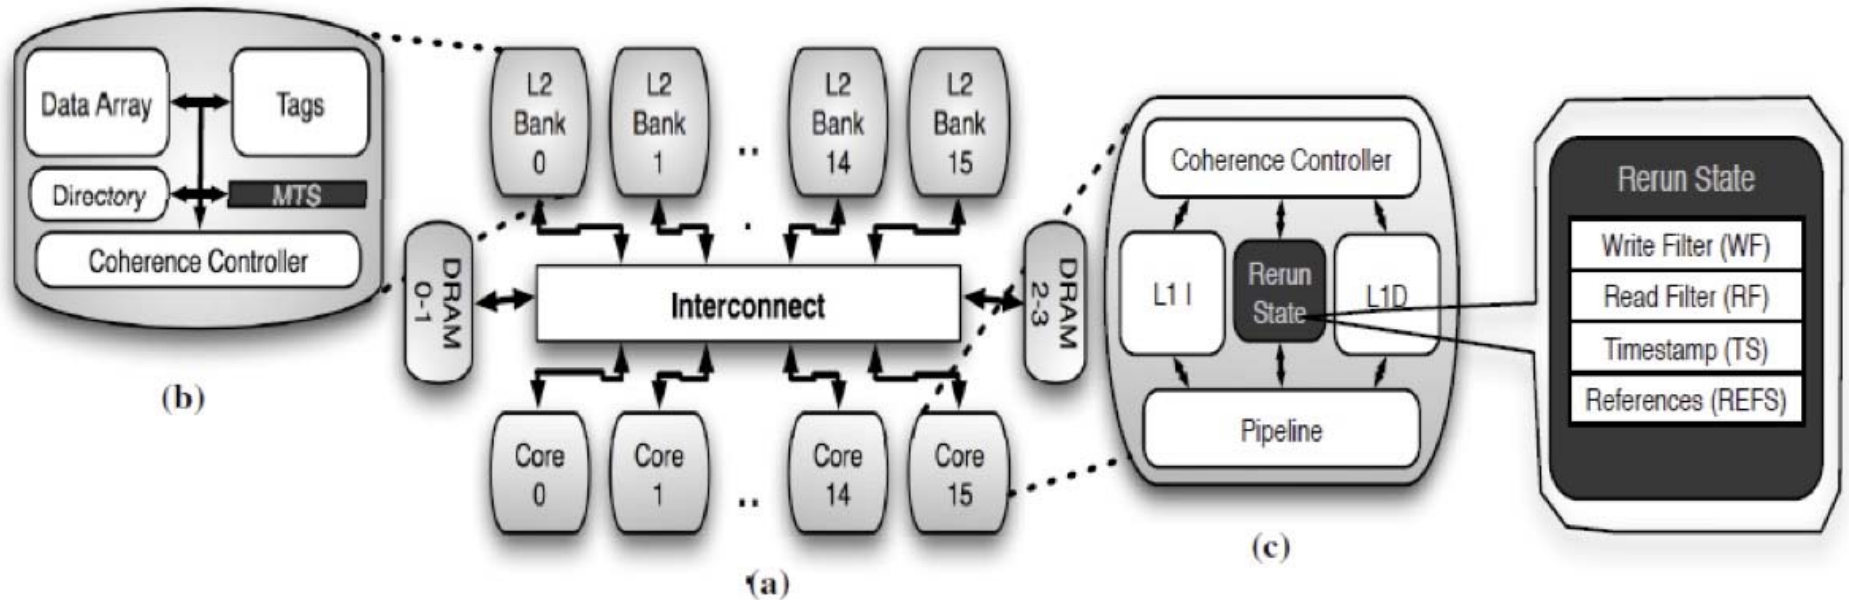 Data Array
Tags
Directory
MTS
Coherence Controller
(b)
L2
Bank
0
L2
Bank
1
..
L2
Bank
14
L2
Bank
15
DRAM
0-1
Interconnect
DRAM
2-3
Core
0
Core
1
..
Core
14
Core
15
(a)
Coherence Controller
L1 I
Rerun
State
L1D
Pipeline
(c)
Rerun State
Write Filter (WF)
Read Filter (RF)
Timestamp (TS)
References (REFS)